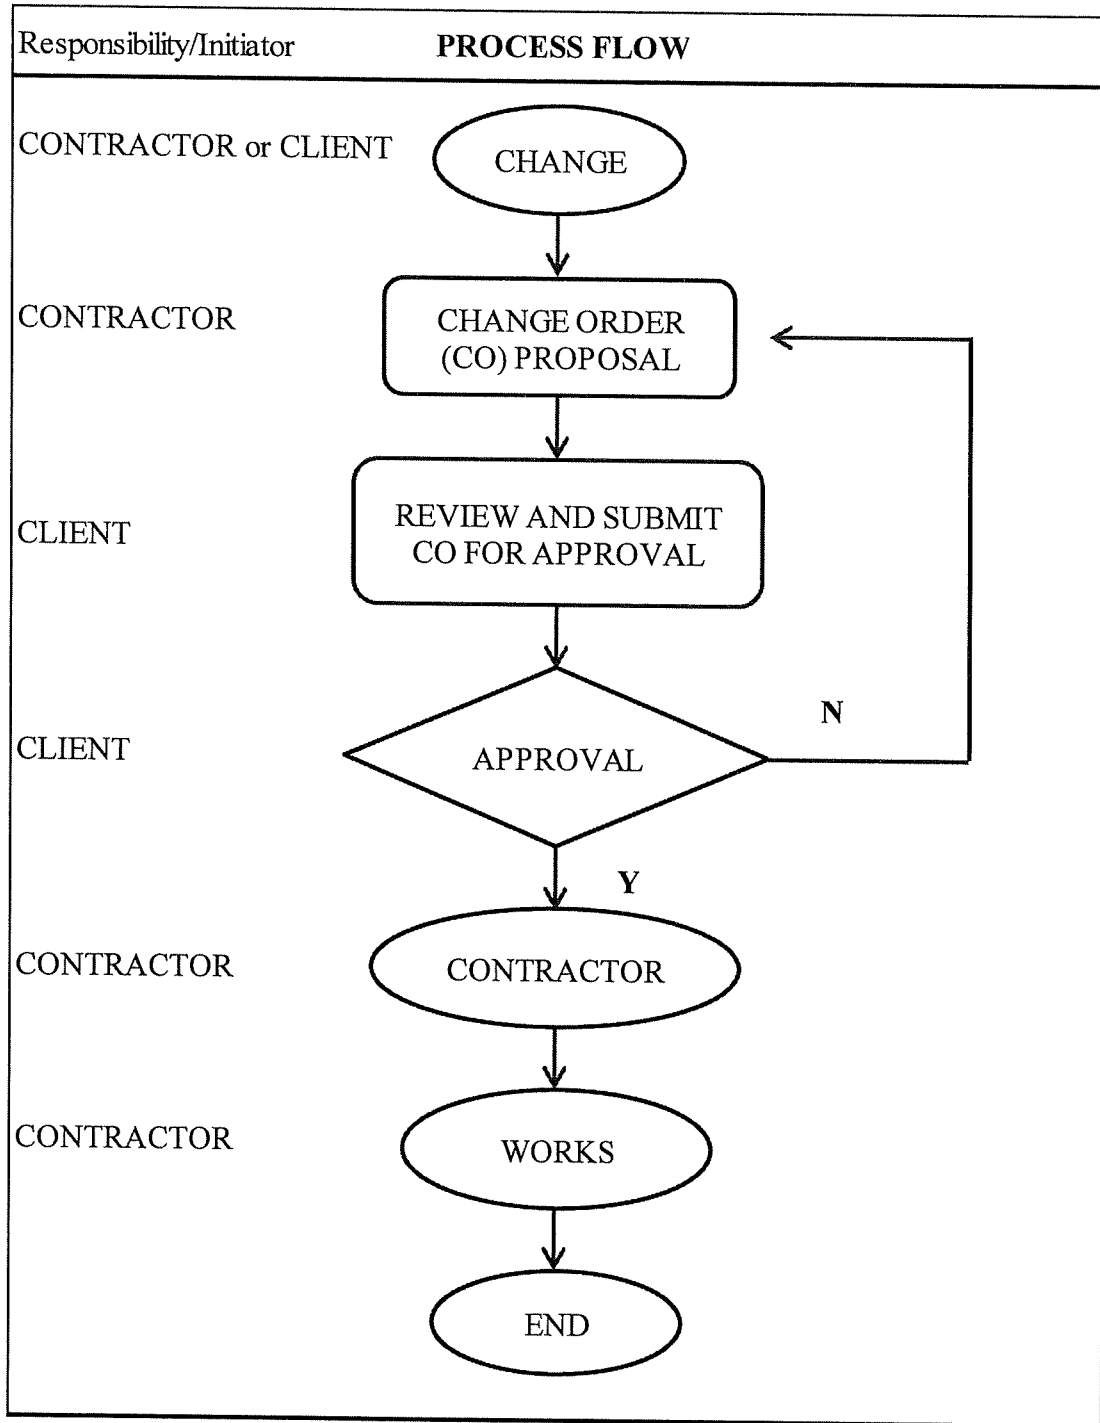 Responsibility/Initiator PROCESS FLOW
CONTRACTOR or CLIENT
CHANGE
CONTRACTOR
CHANGE ORDER
(CO) PROPOSAL
CLIENT
REVIEW AND SUBMIT
CO FOR APPROVAL
CLIENT
APPROVAL
N
Y
CONTRACTOR
CONTRACTOR
CONTRACTOR
WORKS
END